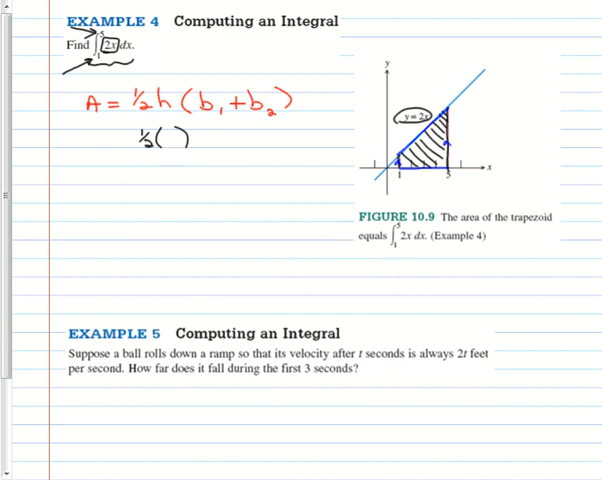 EXAMPLE 4 Computing an Integral
Find ∫₁⁵ 2x dx.
A = ½ h (b₁ + b₂)
½ ( )
y
y = 2x
1 5 x
FIGURE 10.9 The area of the trapezoid
equals ∫₁⁵ 2x dx. (Example 4)
EXAMPLE 5 Computing an Integral
Suppose a ball rolls down a ramp so that its velocity after t seconds is always 2t feet
per second. How far does it fall during the first 3 seconds?